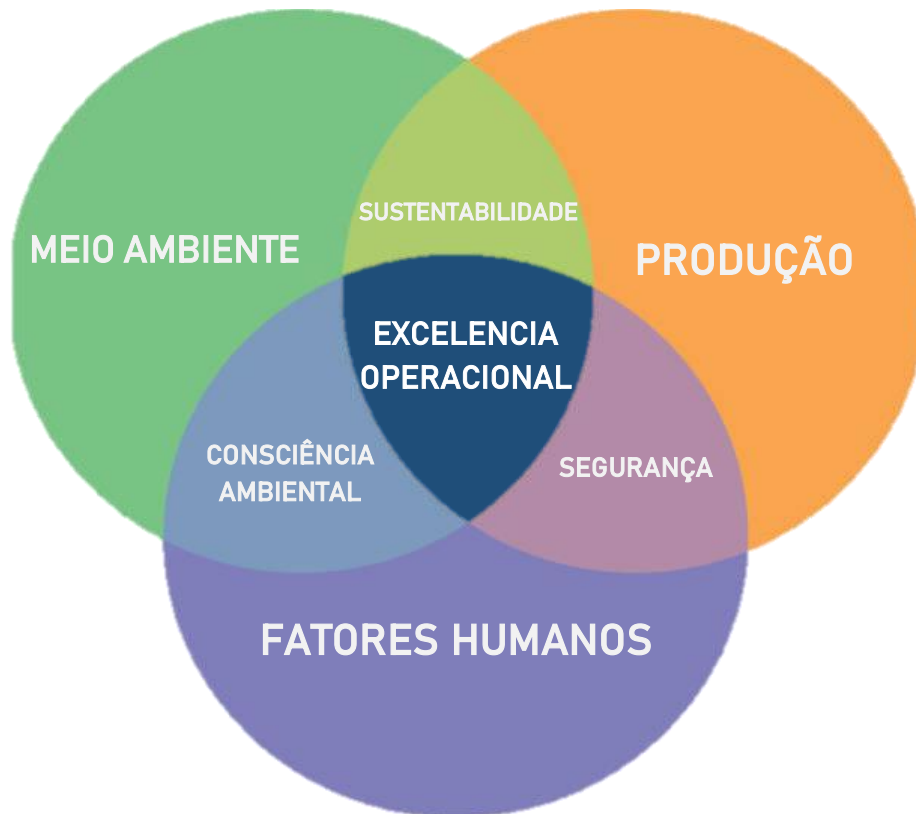 SUSTENTABILIDADE
MEIO AMBIENTE
PRODUÇÃO
EXCELENCIA
OPERACIONAL
CONSCIÊNCIA
AMBIENTAL
SEGURANÇA
FATORES HUMANOS